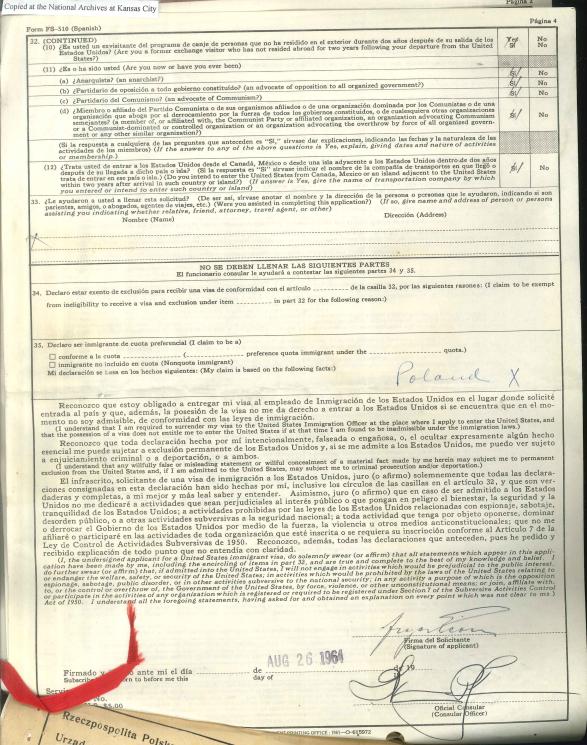 Copied at the National Archives at Kansas City
Página 2
Form FS-510 (Spanish)
Página 4
32. (CONTINUED)
Yes No
(10) ¿Es usted un exvisitante del programa de canje de personas que no ha residido en el exterior durante dos años después de su salida de los
Si No
Estados Unidos? (Are you a former exchange visitor who has not resided abroad for two years following your departure from the United
States?)
(11) ¿Es o ha sido usted (Are you now or have you ever been)
(a) ¿Anarquista? (an anarchist?)
Si/ No
(b) ¿Partidario de oposición a todo gobierno constituído? (an advocate of opposition to all organized government?)
Si/ No
(c) ¿Partidario del Comunismo? (an advocate of Communism?)
Si/ No
(d) ¿Miembro o afiliado del Partido Comunista o de sus organismos afiliados o de una organización dominada por los Comunistas o de una
organización que aboga por el derrocamiento por la fuerza de todos los gobiernos constituídos, o de cualesquiera otras organizaciones
semejantes? (a member of, or affiliated with, the Communist Party or affiliated organization, an organization advocating Communism
Si/ No
or a Communist-dominated or controlled organization or an organization advocating the overthrow by force of all organized govern-
ment or any other similar organization?)
(Si la respuesta a cualquiera de las preguntas que anteceden es "Sí," sírvase dar explicaciones, indicando las fechas y la naturaleza de las
actividades de los miembros) (If the answer to any of the above questions is Yes, explain, giving dates and nature of activities
or membership.)
(12) ¿Trata usted de entrar a los Estados Unidos desde el Canadá, México o desde una isla adyacente a los Estados Unidos dentro de dos años
después de su llegada a dicho país o isla? (Si la respuesta es "Sí" sírvase indicar el nombre de la compañía de transportes en que llegó o
Si/ No
trata de entrar en ese país o isla.) (Do you intend to enter the United States from Canada, Mexico or an island adjacent to the United States
within two years after arrival in such country or island?) (If answer is Yes, give the name of transportation company by which
you entered or intend to enter such country or island)
33. ¿Le ayudaron a usted a llenar esta solicitud? (De ser así, sírvase anotar el nombre y la dirección de la persona o personas que le ayudaron, indicando si son
parientes, amigos, o abogados, agentes de viajes, etc.) (Were you assisted in completing this application?) (If so, give name and address of person or persons
assisting you indicating whether relative, friend, attorney, travel agent, or other)
Nombre (Name)
Dirección (Address)
NO SE DEBEN LLENAR LAS SIGUIENTES PARTES
El funcionario consular le ayudará a contestar las siguientes partes 34 y 35.
34. Declaro estar exento de exclusión para recibir una visa de conformidad con el artículo de la casilla 32, por las siguientes razones: (I claim to be exempt
from ineligibility to receive a visa and exclusion under item in part 32 for the following reason:)
35. Declaro ser inmigrante de cuota preferencial (I claim to be a)
conforme a la cuota ( preference quota immigrant under the quota.)
inmigrante no incluido en cuota (Nonquota immigrant)
Mi declaración se basa en los hechos siguientes: (My claim is based on the following facts:)
Poland X
Reconozco que estoy obligado a entregar mi visa al empleado de Inmigración de los Estados Unidos en el lugar donde solicité
entrada al país y que, además, la posesión de la visa no me da derecho a entrar a los Estados Unidos si se encuentra que en el mo-
mento no soy admisible, de conformidad con las leyes de inmigración.
(I understand that I am required to surrender my visa to the United States Immigration Officer at the place where I apply to enter the United States, and
that the possession of a visa does not entitle me to enter the United States if at that time I am found to be inadmissible under the immigration laws.)
Reconozco que toda declaración hecha por mí intencionalmente, falseada o engañosa, o, el ocultar expresamente algún hecho
esencial me puede sujetar a exclusión permanente de los Estados Unidos y, si se me admite a los Estados Unidos, me puedo ver sujeto
a enjuiciamiento criminal o a deportación, o a ambos.
(I understand that any willfully false or misleading statement or willful concealment of a material fact made by me herein may subject me to permanent
exclusion from the United States and, if I am admitted to the United States, may subject me to criminal prosecution and/or deportation.)
El infrascrito, solicitante de una visa de inmigración a los Estados Unidos, juro (o afirmo) solemnemente que todas las declara-
ciones consignadas en esta declaración han sido hechas por mí, inclusive los círculos de las casillas en el artículo 32, y que son ver-
daderas y completas, a mi mejor y más leal saber y entender. Asimismo, juro (o afirmo) que en caso de ser admitido a los Estados
Unidos no me dedicaré a actividades que sean perjudiciales al interés público o que pongan en peligro el bienestar, la seguridad y la
tranquilidad de los Estados Unidos; a actividades prohibidas por las leyes de los Estados Unidos relacionadas con espionaje, sabotaje,
desorden público, o a otras actividades subversivas a la seguridad nacional; a toda actividad que tenga por objeto oponerse, dominar
o derrocar el Gobierno de los Estados Unidos por medio de la fuerza, la violencia u otros medios anticonstitucionales; que no me
afiliaré o participaré en las actividades de toda organización que esté inscrita o se requiera su inscripción conforme al Artículo 7 de la
Ley de Control de Actividades Subversivas de 1950. Reconozco, además, todas las declaraciones que anteceden, pues he pedido y
recibido explicación de todo punto que no entendía con claridad.
(I, the undersigned applicant for a United States immigrant visa, do solemnly swear (or affirm) that all statements which appear in this appli-
cation have been made by me, including the encircling of items in part 32, and are true and complete to the best of my knowledge and belief. I
do further swear (or affirm) that, if admitted into the United States, I will not engage in activities which would be prejudicial to the public interest,
or endanger the welfare, safety, or security of the United States; in activities which would be prohibited by the laws of the United States relating to
espionage, sabotage, public disorder, or in other activities subversive to the national security; in any activity a purpose of which is the opposition
to, or the control or overthrow of, the Government of the United States, by force, violence, or other unconstitutional means; or join, affiliate with,
or participate in the activities of any organization which is registered or required to be registered under Section 7 of the Subversive Activities Control
Act of 1950. I understand all the foregoing statements, having asked for and obtained an explanation on every point which was not clear to me.)
Firma del Solicitante
(Signature of applicant)
AUG 26 1964
Firmado y ante mí el día de de 19
Subscribed to before me this day of
Oficial Consular
(Consular Officer)
No.
$5.00
PRINTING OFFICE : 1961-O-615972
Rzeczpospolita Polsk
Urząd